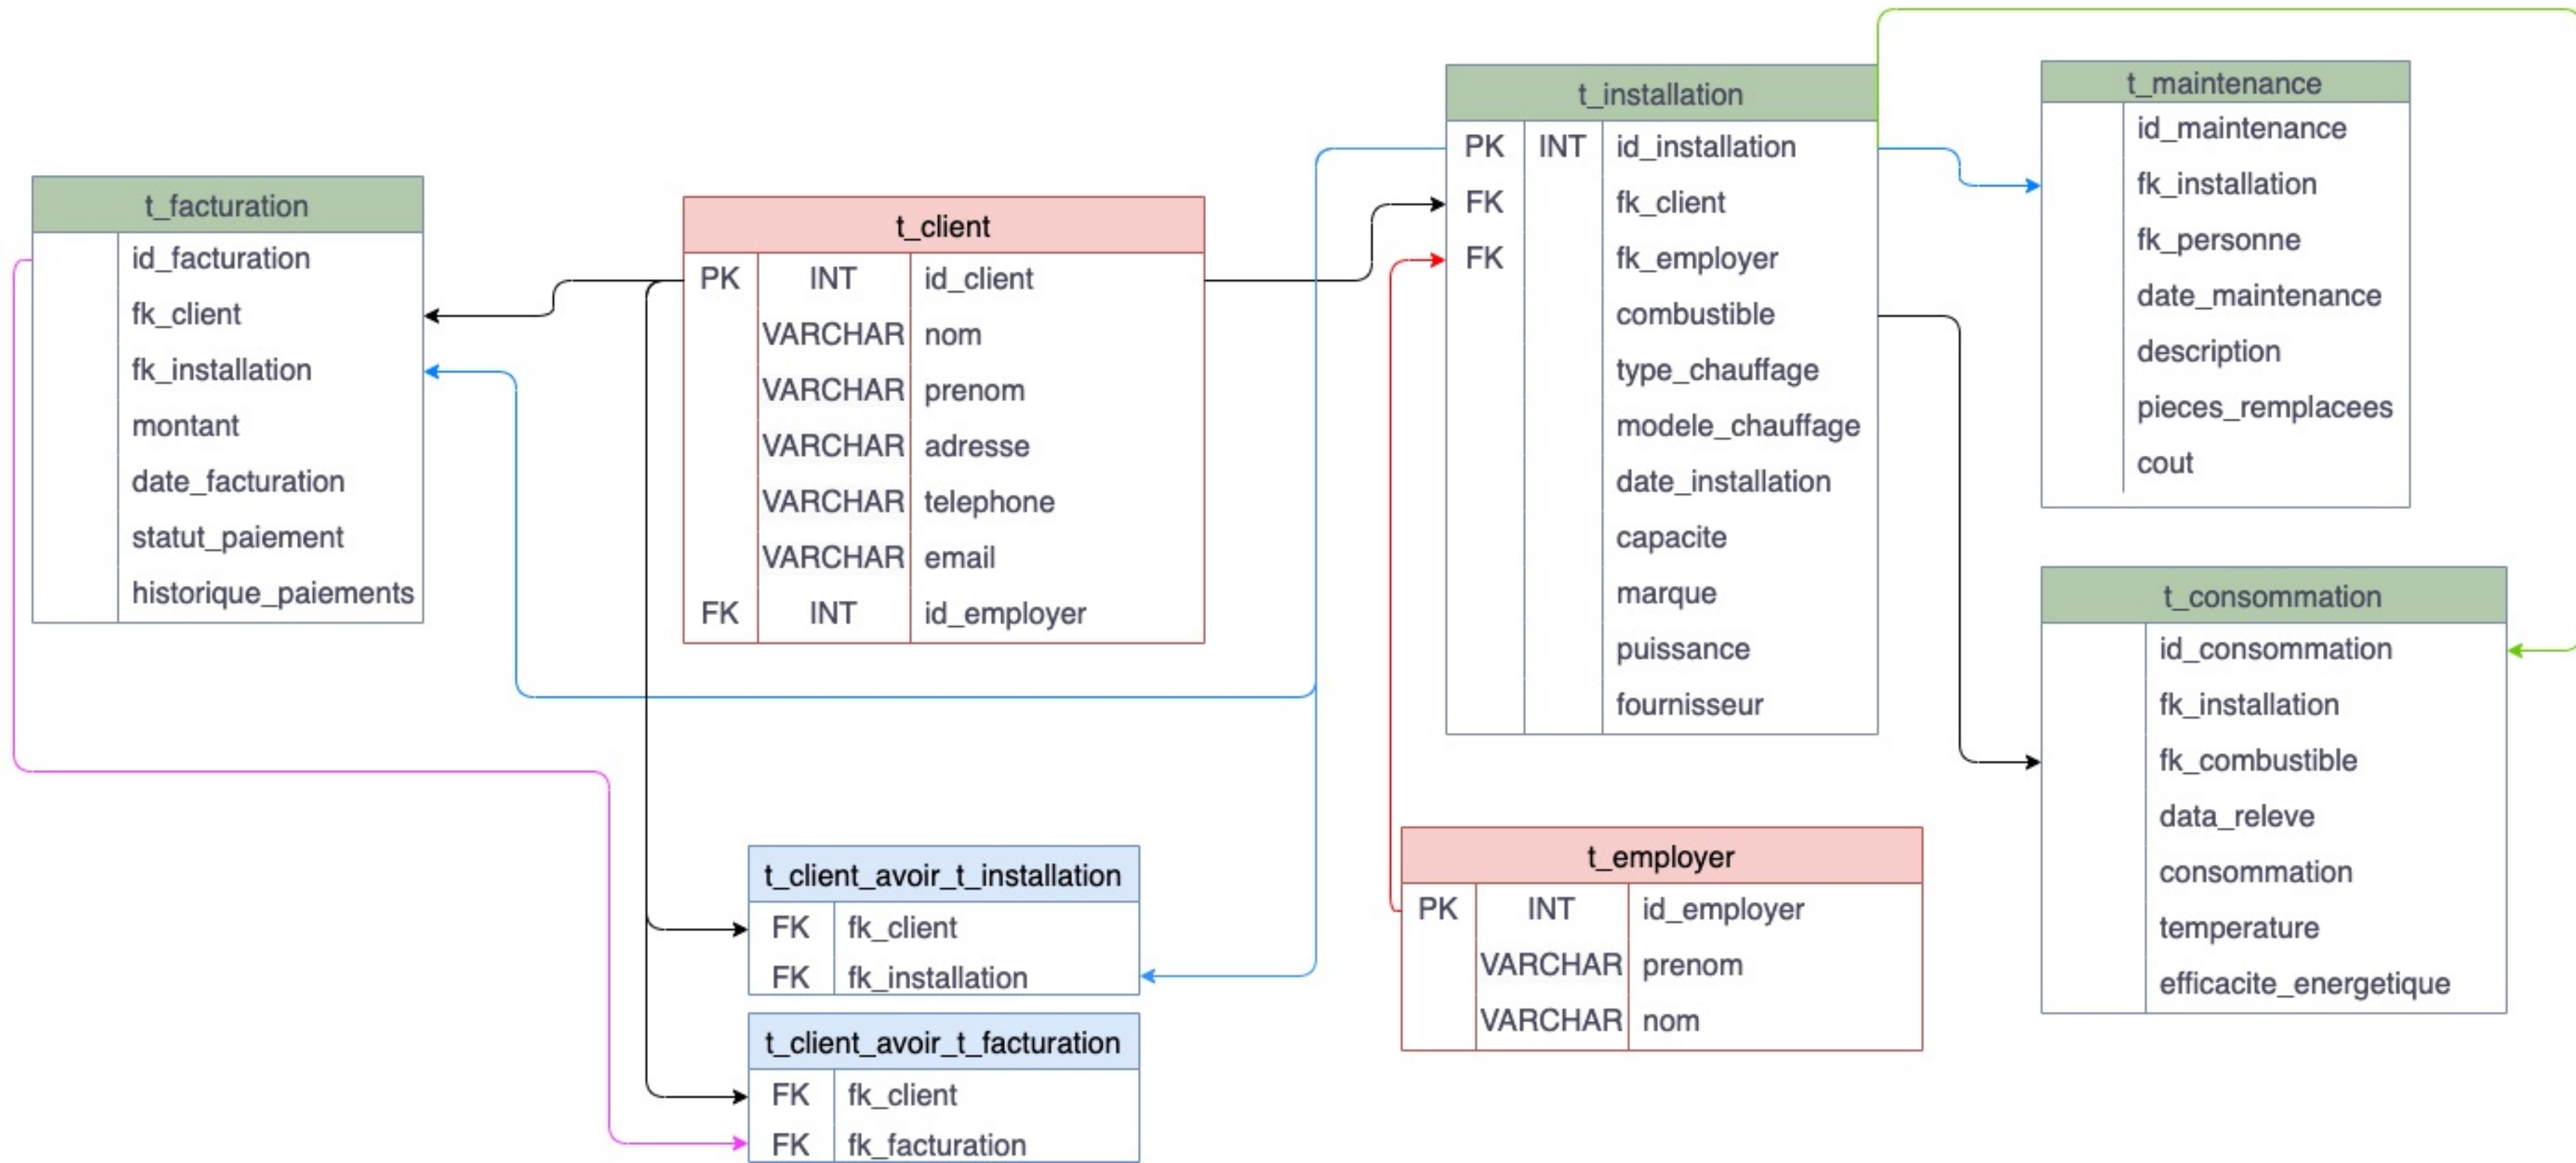 t_facturation
id_facturation
fk_client
fk_installation
montant
date_facturation
statut_paiement
historique_paiements
t_client
PK INT id_client
VARCHAR nom
VARCHAR prenom
VARCHAR adresse
VARCHAR telephone
VARCHAR email
FK INT id_employer
t_installation
PK INT id_installation
FK fk_client
FK fk_employer
combustible
type_chauffage
modele_chauffage
date_installation
capacite
marque
puissance
fournisseur
t_maintenance
id_maintenance
fk_installation
fk_personne
date_maintenance
description
pieces_remplacees
cout
t_consommation
id_consommation
fk_installation
fk_combustible
data_releve
consommation
temperature
efficacite_energetique
t_client_avoir_t_installation
FK fk_client
FK fk_installation
t_client_avoir_t_facturation
FK fk_client
FK fk_facturation
t_employer
PK INT id_employer
VARCHAR prenom
VARCHAR nom